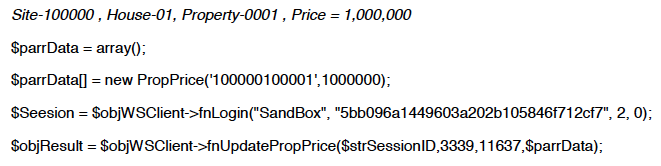 Site-100000 , House-01, Property-0001 , Price = 1,000,000
$parrData = array();
$parrData[] = new PropPrice('100000100001',1000000);
$Seesion = $objWSClient->fnLogin("SandBox", "5bb096a1449603a202b105846f712cf7", 2, 0);
$objResult = $objWSClient->fnUpdatePropPrice($strSessionID,3339,11637,$parrData);